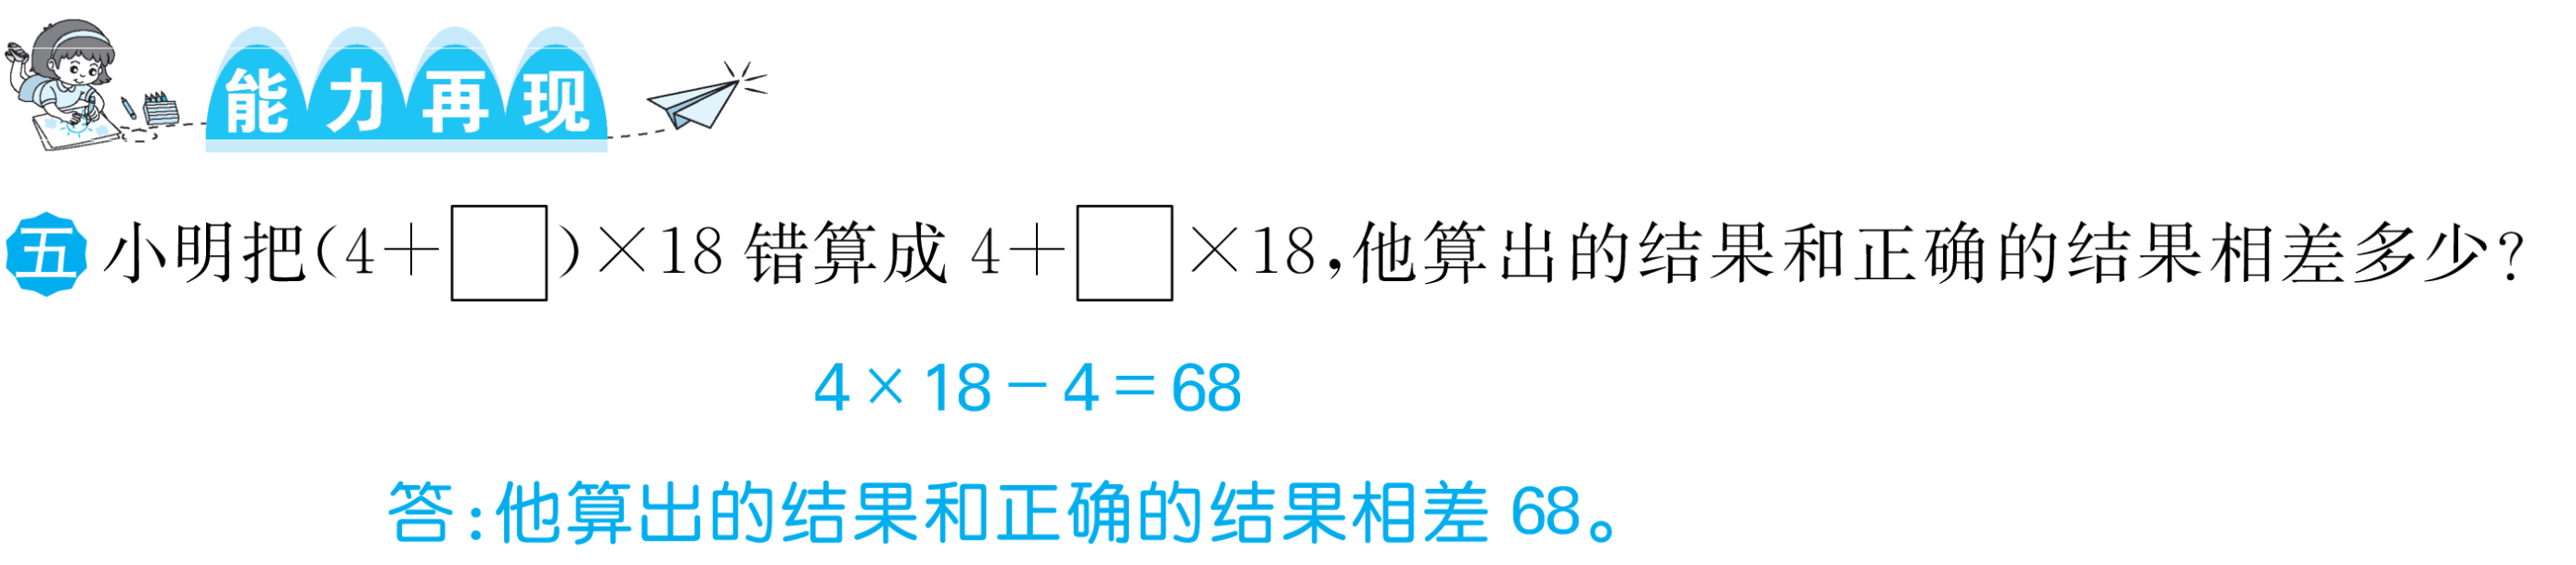 能力再现
五 小明把(4+□)×18错算成4+□×18,他算出的结果和正确的结果相差多少?
4×18-4=68
答:他算出的结果和正确的结果相差68。